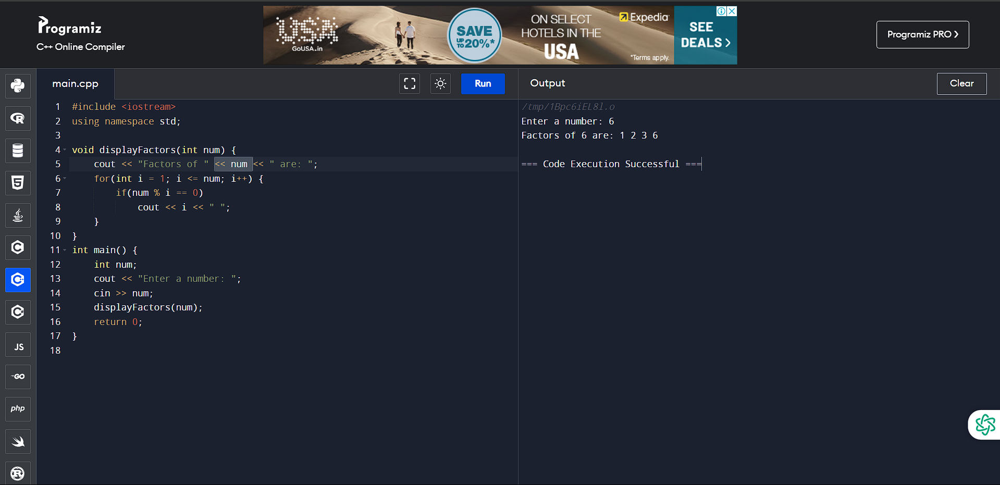 Programiz
C++ Online Compiler
USA
GoUSA.in
SAVE
UP TO 20%*
ON SELECT
HOTELS IN THE
USA
Expedia
*Terms apply.
SEE
DEALS >
Programiz PRO >
main.cpp
Run
Output
Clear
1 #include <iostream>
2 using namespace std;
3
4 void displayFactors(int num) {
5     cout << "Factors of " << num << " are: ";
6     for(int i = 1; i <= num; i++) {
7         if(num % i == 0)
8             cout << i << " ";
9     }
10 }
11 int main() {
12     int num;
13     cout << "Enter a number: ";
14     cin >> num;
15     displayFactors(num);
16     return 0;
17 }
18
/tmp/1Bpc6iEL8l.o
Enter a number: 6
Factors of 6 are: 1 2 3 6
=== Code Execution Successful ===
R
5
C
C++
C#
JS
GO
php
R